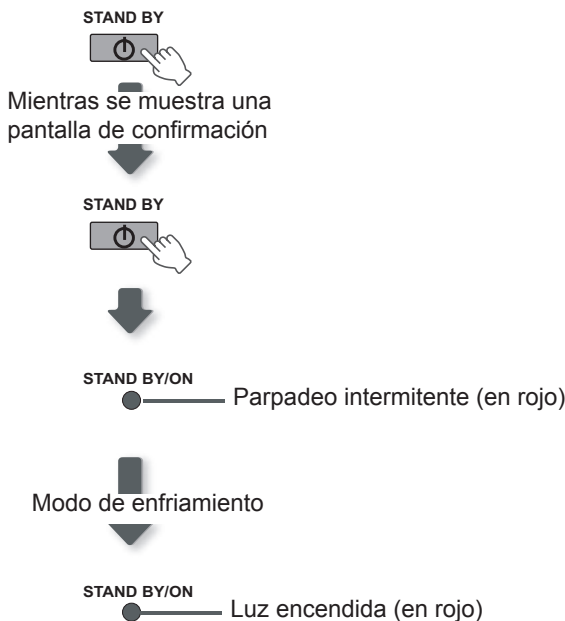 STAND BY
Mientras se muestra una
pantalla de confirmación
STAND BY
STAND BY/ON
Parpadeo intermitente (en rojo)
Modo de enfriamiento
STAND BY/ON
Luz encendida (en rojo)